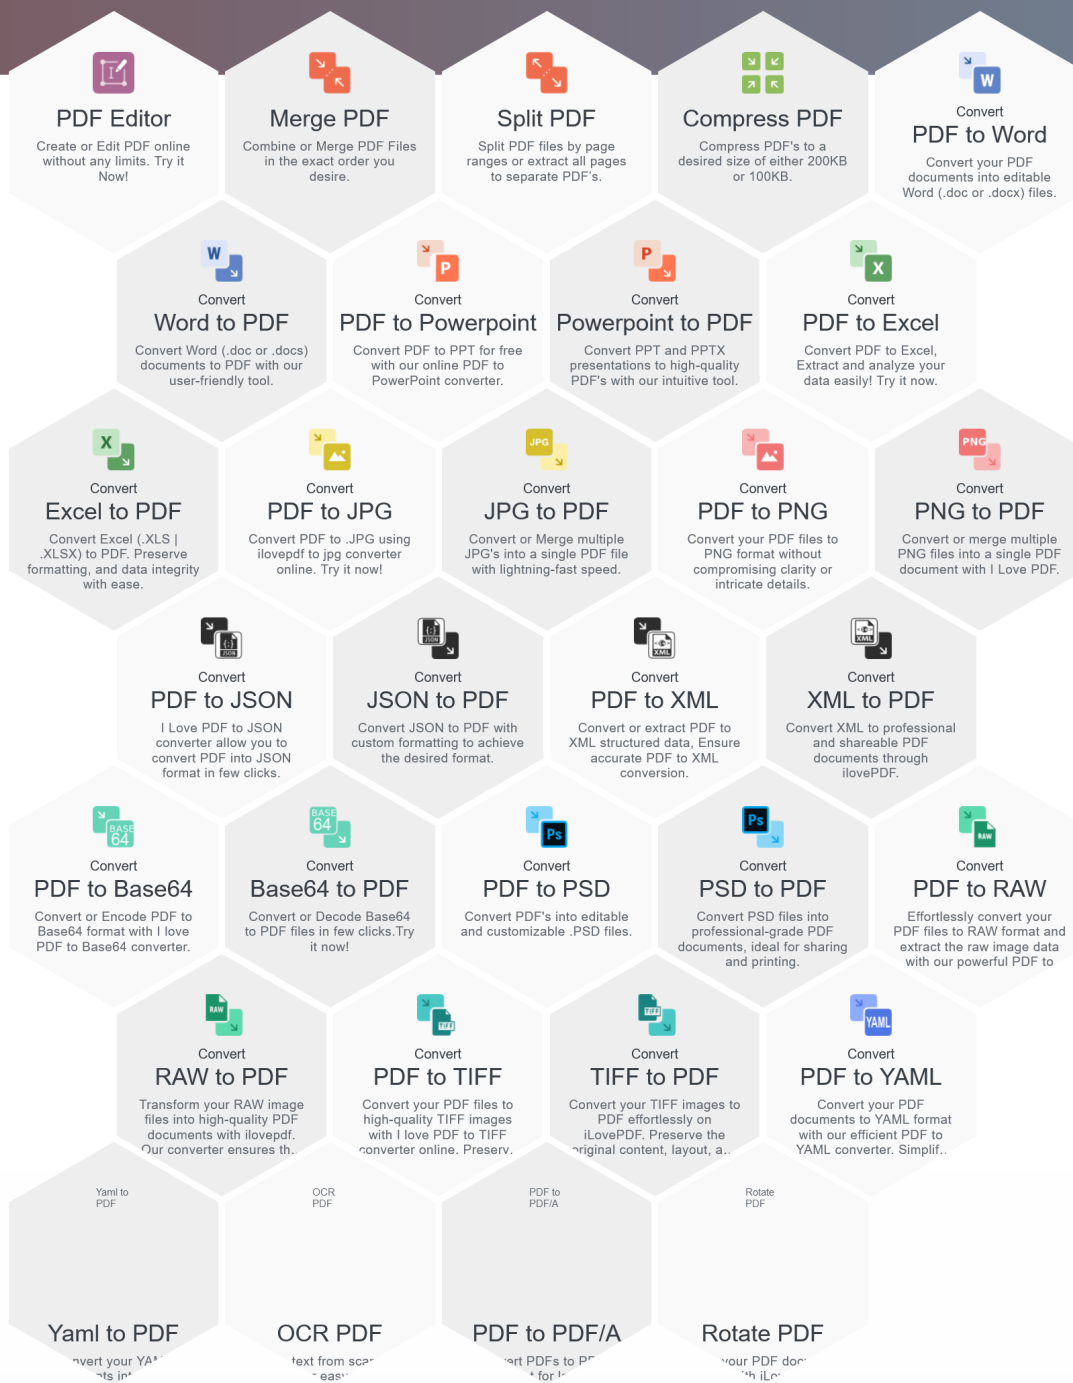 PDF Editor
Create or Edit PDF online
without any limits. Try it
Now!
Merge PDF
Combine or Merge PDF Files
in the exact order you
desire.
Split PDF
Split PDF files by page
ranges or extract all pages
to separate PDF's.
Compress PDF
Compress PDF's to a
desired size of either 200KB
or 100KB.
W
Convert
PDF to Word
Convert your PDF
documents into editable
Word (.doc or .docx) files.
W
Convert
Word to PDF
Convert Word (.doc or .docs)
documents to PDF with our
user-friendly tool.
P
Convert
PDF to Powerpoint
Convert PDF to PPT for free
with our online PDF to
PowerPoint converter.
P
Convert
Powerpoint to PDF
Convert PPT and PPTX
presentations to high-quality
PDF's with our intuitive tool.
X
Convert
PDF to Excel
Convert PDF to Excel,
Extract and analyze your
data easily! Try it now.
X
Convert
Excel to PDF
Convert Excel (.XLS |
.XLSX) to PDF. Preserve
formatting, and data integrity
with ease.
Convert
PDF to JPG
Convert PDF to .JPG using
ilovepdf to jpg converter
online. Try it now!
JPG
Convert
JPG to PDF
Convert or Merge multiple
JPG's into a single PDF file
with lightning-fast speed.
Convert
PDF to PNG
Convert your PDF files to
PNG format without
compromising clarity or
intricate details.
PNG
Convert
PNG to PDF
Convert or merge multiple
PNG files into a single PDF
document with I Love PDF.
JSON
Convert
PDF to JSON
I Love PDF to JSON
converter allow you to
convert PDF into JSON
format in few clicks.
JSON
Convert
JSON to PDF
Convert JSON to PDF with
custom formatting to achieve
the desired format.
XML
Convert
PDF to XML
Convert or extract PDF to
XML structured data, Ensure
accurate PDF to XML
conversion.
XML
Convert
XML to PDF
Convert XML to professional
and shareable PDF
documents through
ilovePDF.
BASE
64
Convert
PDF to Base64
Convert or Encode PDF to
Base64 format with I love
PDF to Base64 converter.
BASE
64
Convert
Base64 to PDF
Convert or Decode Base64
to PDF files in few clicks.Try
it now!
Ps
Convert
PDF to PSD
Convert PDF's into editable
and customizable .PSD files.
Ps
Convert
PSD to PDF
Convert PSD files into
professional-grade PDF
documents, ideal for sharing
and printing.
RAW
Convert
PDF to RAW
Effortlessly convert your
PDF files to RAW format and
extract the raw image data
with our powerful PDF to
RAW
Convert
RAW to PDF
Transform your RAW image
files into high-quality PDF
documents with ilovepdf.
Our converter ensures th..
TIFF
Convert
PDF to TIFF
Convert your PDF files to
high-quality TIFF images
with I love PDF to TIFF
converter online. Preserv.
TIFF
Convert
TIFF to PDF
Convert your TIFF images to
PDF effortlessly on
iLovePDF. Preserve the
original content, layout, a..
YAML
Convert
PDF to YAML
Convert your PDF
documents to YAML format
with our efficient PDF to
YAML converter. Simplif..
Yaml to
PDF
Yaml to PDF
your
OCR
PDF
OCR PDF
text from
PDF to
PDF/A
PDF to PDF/A
PDFs to
for
Rotate
PDF
Rotate PDF
your PDF